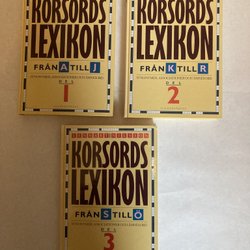 KORSORDS
LEXIKON
FRÅN A TILL J
DEL
1
KORSORDS
LEXIKON
FRÅN K TILL R
DEL
2
KORSORDS
LEXIKON
FRÅN S TILL Ö
DEL
3